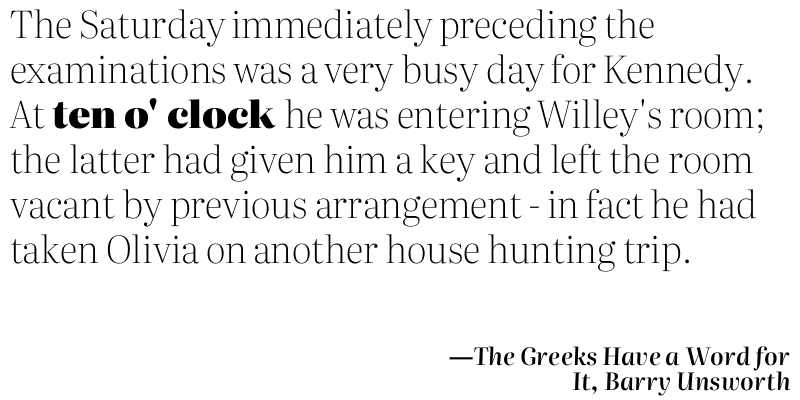 The Saturday immediately preceding the
examinations was a very busy day for Kennedy.
At ten o' clock he was entering Willey's room;
the latter had given him a key and left the room
vacant by previous arrangement - in fact he had
taken Olivia on another house hunting trip.
—The Greeks Have a Word for
It, Barry Unsworth